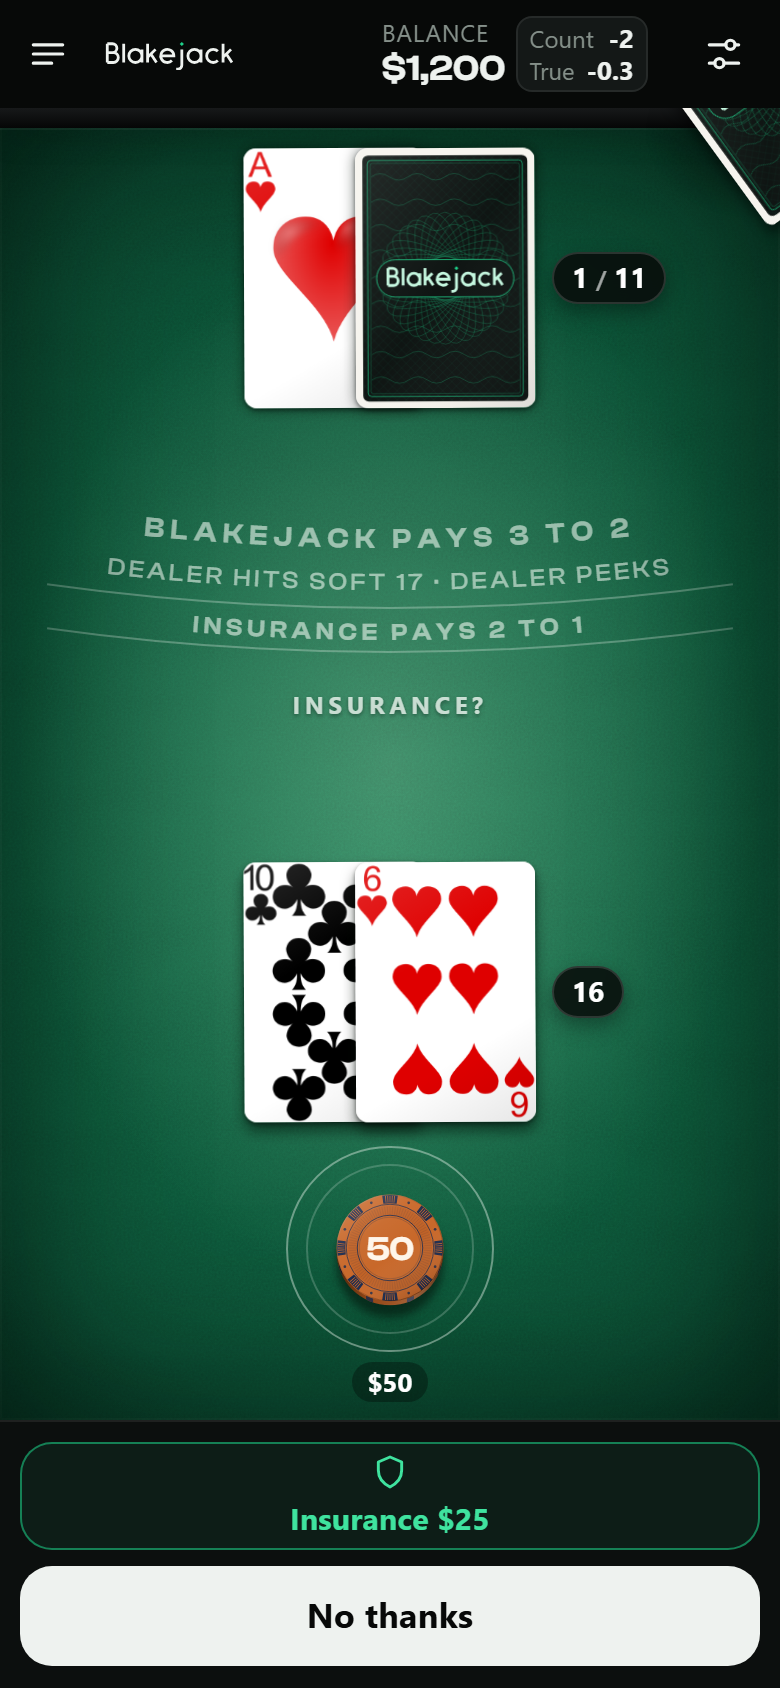 Blakejack
BALANCE
$1,200
Count -2
True -0.3
A
Blakejack
1 / 11
BLAKEJACK PAYS 3 TO 2
DEALER HITS SOFT 17 · DEALER PEEKS
INSURANCE PAYS 2 TO 1
INSURANCE?
10
6
6
16
50
$50
Insurance $25
No thanks